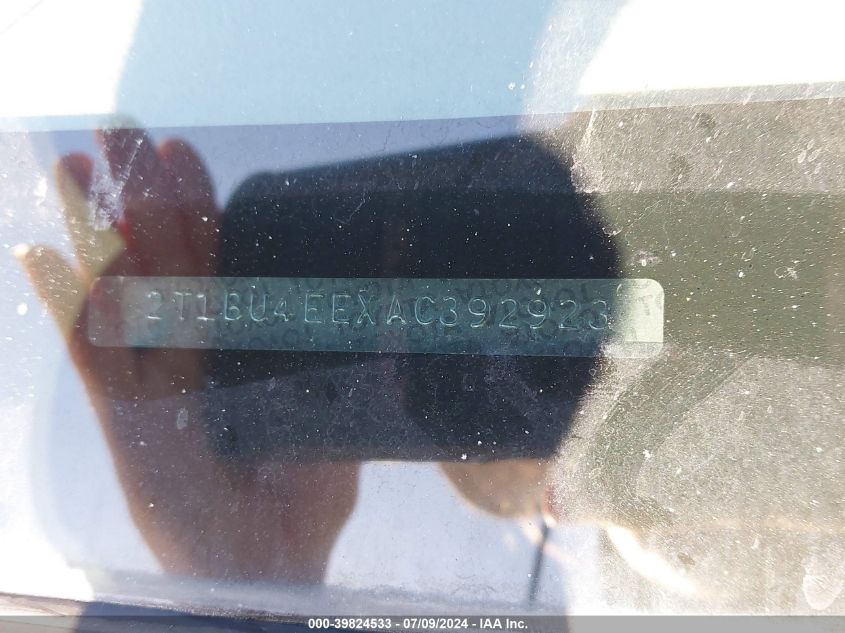 2T1BU4EEXAC392923
000-39824533 - 07/09/2024 - IAA Inc.